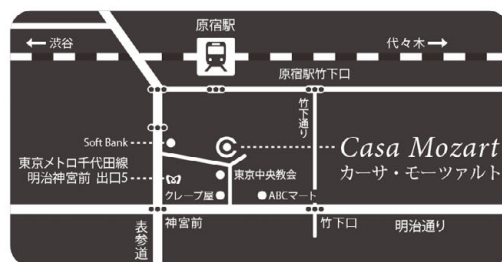 原宿駅
← 渋谷
代々木 →
原宿駅竹下口
竹下通り
Soft Bank
Casa Mozart
カーサ・モーツァルト
東京メトロ千代田線
明治神宮前 出口5
東京中央教会
クレープ屋
ABCマート
表参道
神宮前
竹下口
明治通り